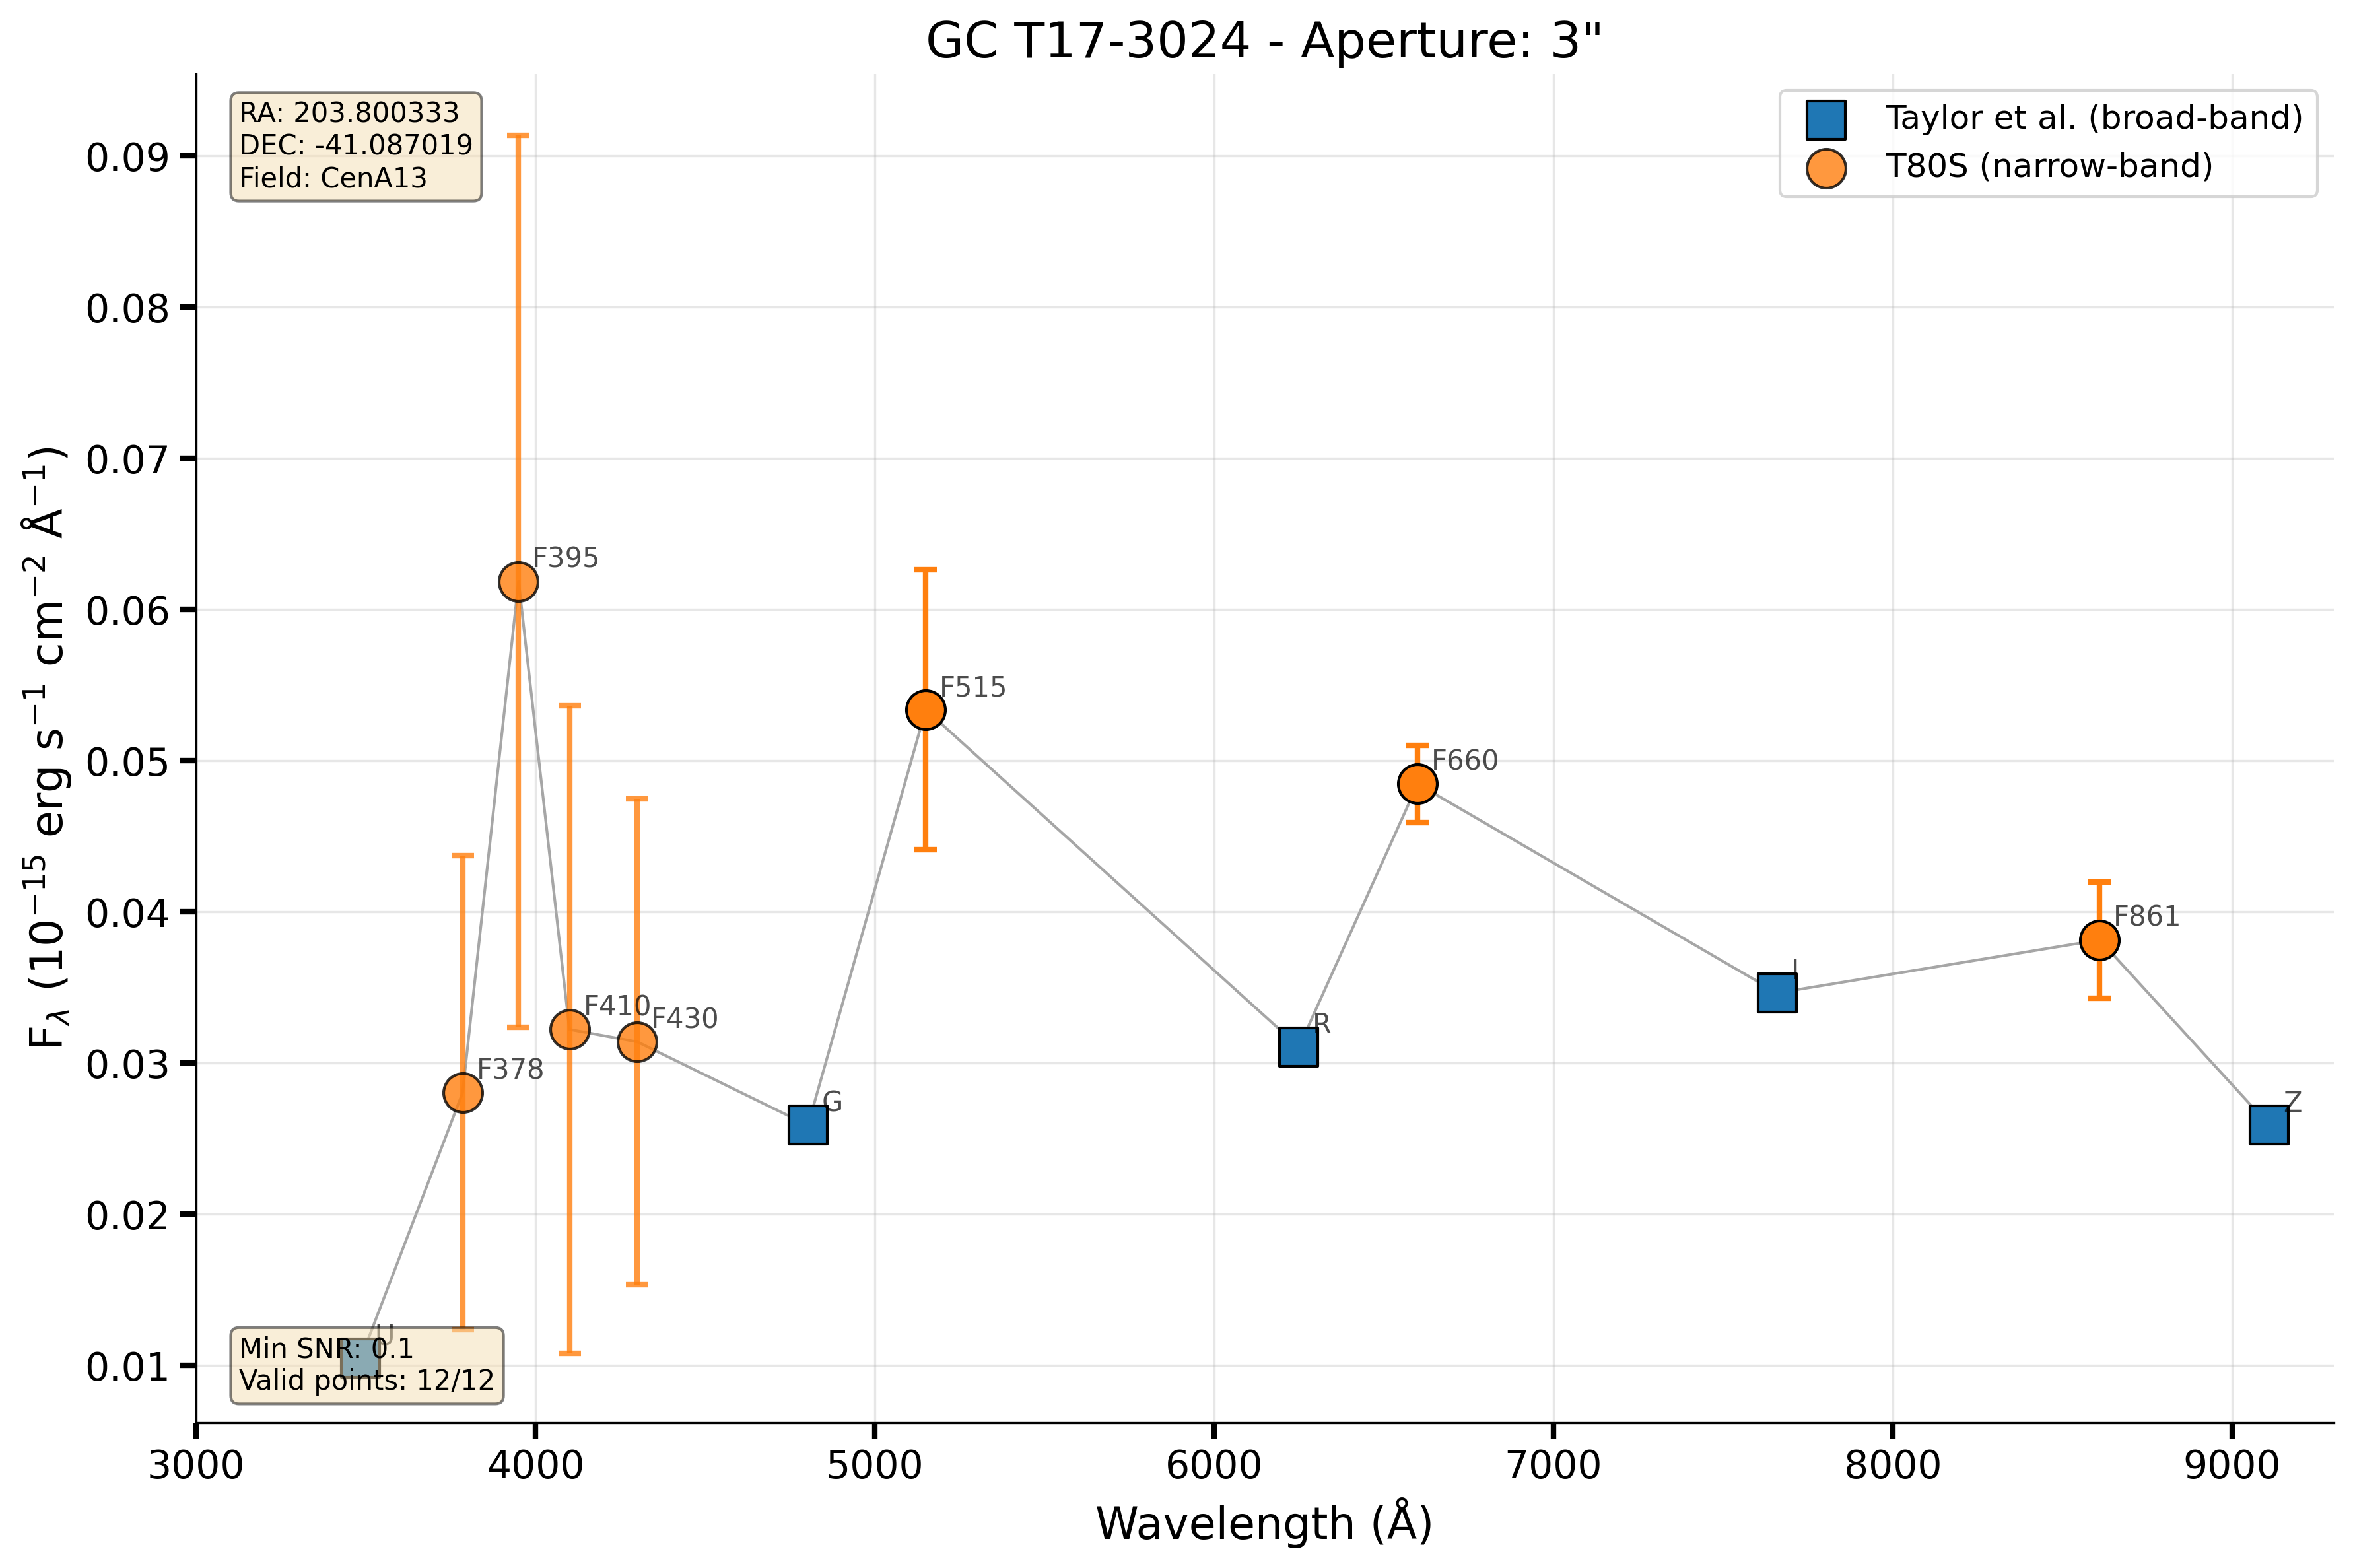 GC T17-3024 - Aperture: 3"
RA: 203.800333
DEC: -41.087019
Field: CenA13
Taylor et al. (broad-band)
T80S (narrow-band)
F_λ (10⁻¹⁵ erg s⁻¹ cm⁻² Å⁻¹)
0.09
0.08
0.07
0.06
0.05
0.04
0.03
0.02
0.01
F395
F515
F660
F861
I
F410
F430
R
F378
G
Z
U
Min SNR: 0.1
Valid points: 12/12
3000
4000
5000
6000
7000
8000
9000
Wavelength (Å)